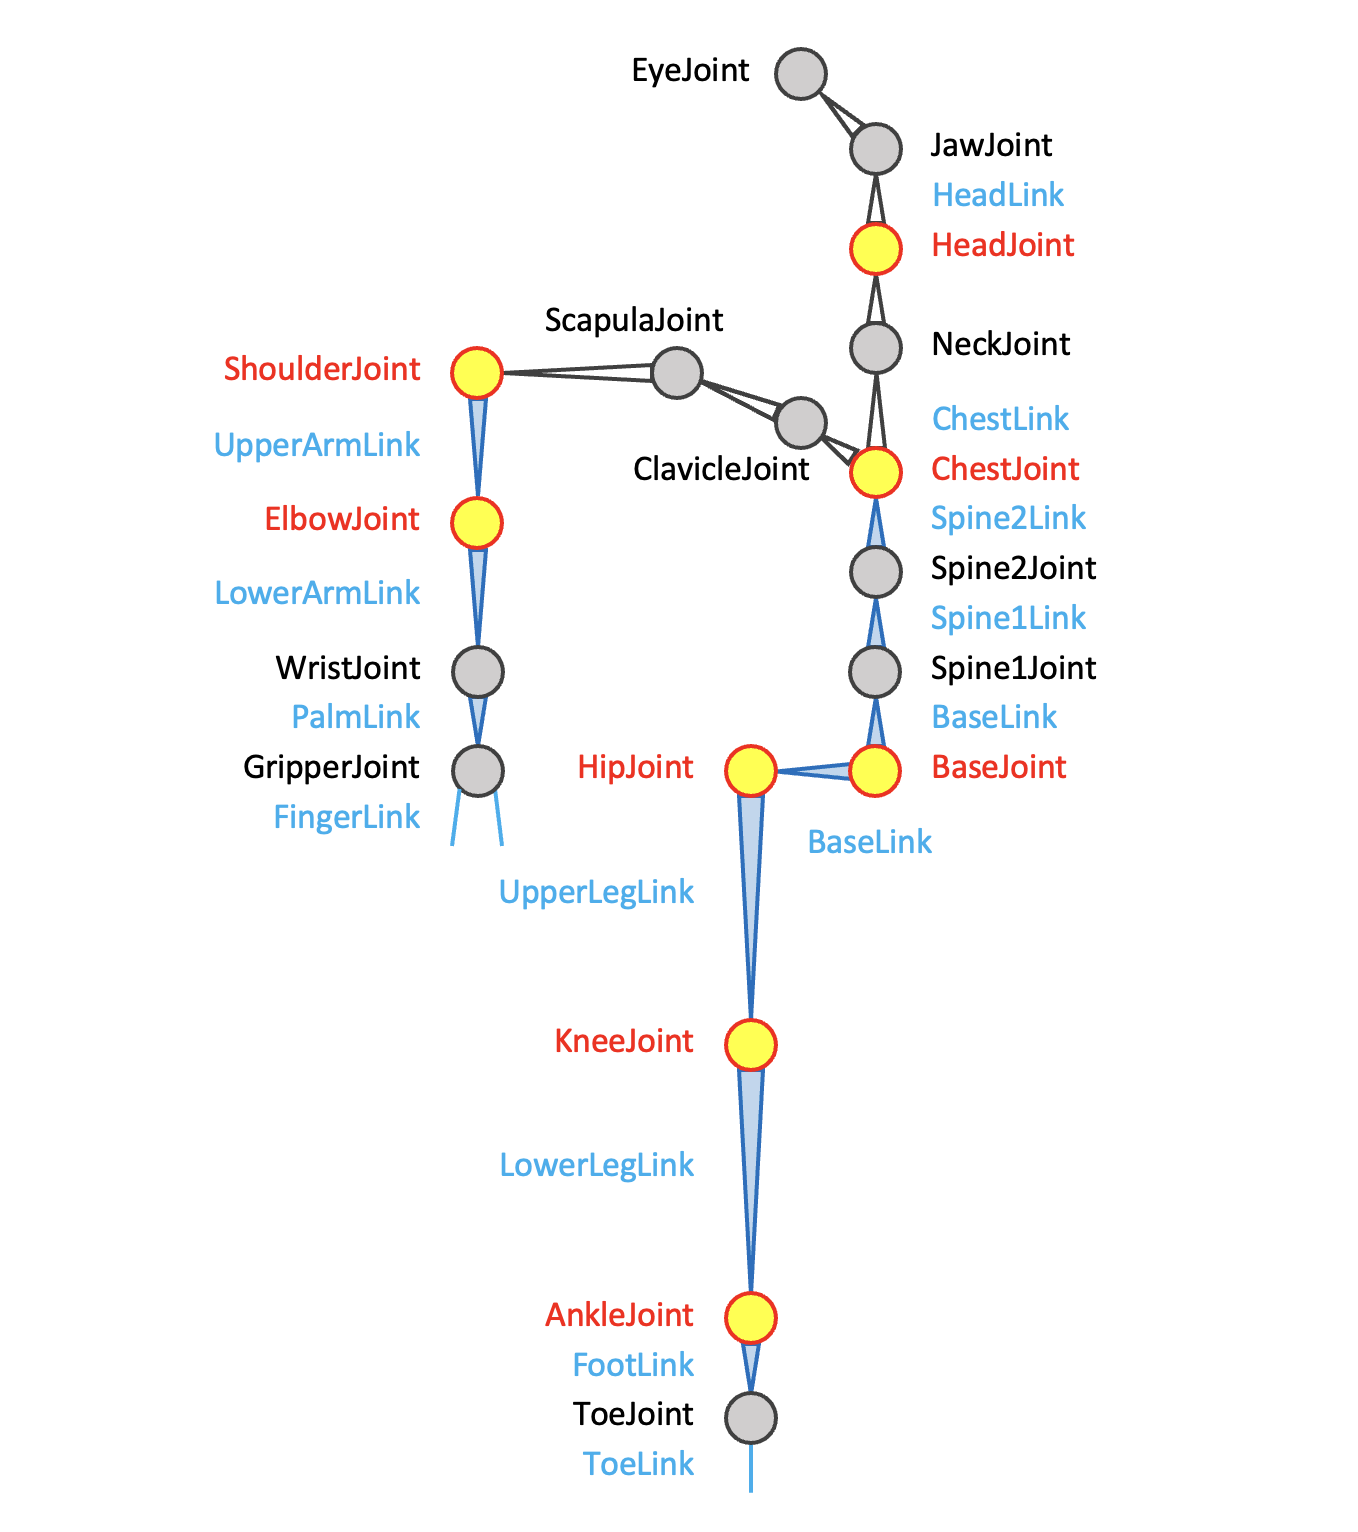 EyeJoint
JawJoint
HeadLink
HeadJoint
ScapulaJoint
NeckJoint
ShoulderJoint
ChestLink
UpperArmLink
ClavicleJoint
ChestJoint
ElbowJoint
Spine2Link
Spine2Joint
LowerArmLink
Spine1Link
WristJoint
Spine1Joint
PalmLink
BaseLink
GripperJoint
HipJoint
BaseJoint
FingerLink
BaseLink
UpperLegLink
KneeJoint
LowerLegLink
AnkleJoint
FootLink
ToeJoint
ToeLink